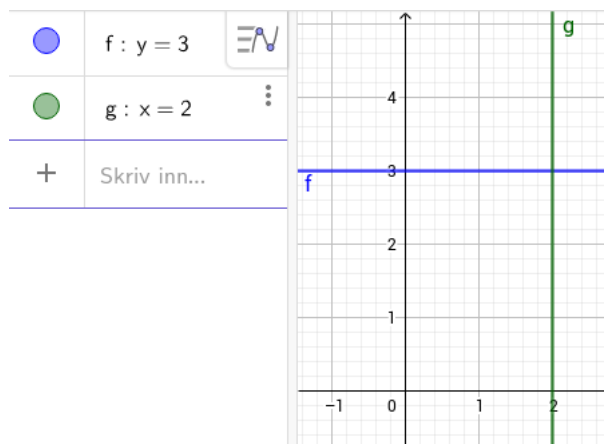 f : y = 3
g : x = 2
+ Skriv inn...
g
4
3
f
2
1
−1 0 1 2